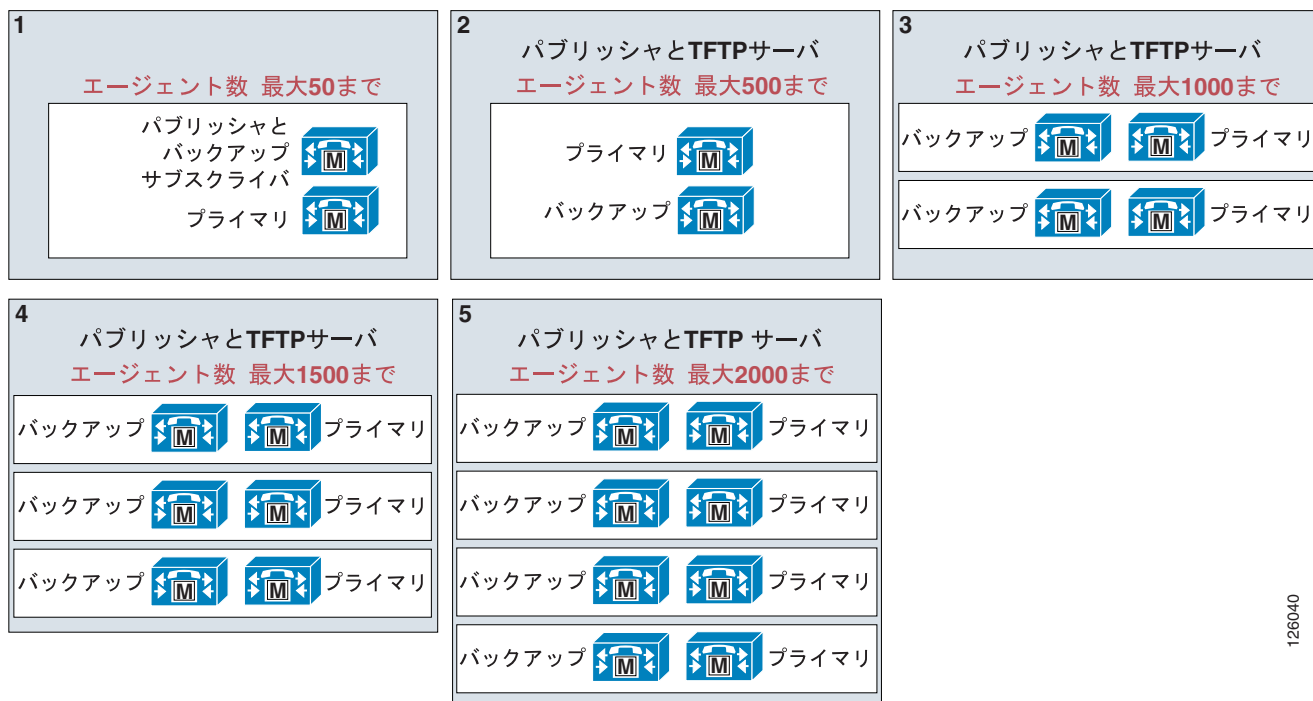 1
エージェント数 最大50まで
パブリッシャと
バックアップ
サブスクライバ
M
プライマリ
M
2
パブリッシャとTFTPサーバ
エージェント数 最大500まで
プライマリ
M
バックアップ
M
3
パブリッシャとTFTPサーバ
エージェント数 最大1000まで
バックアップ M M プライマリ
バックアップ M M プライマリ
4
パブリッシャとTFTPサーバ
エージェント数 最大1500まで
バックアップ M M プライマリ
バックアップ M M プライマリ
バックアップ M M プライマリ
5
パブリッシャとTFTP サーバ
エージェント数 最大2000まで
バックアップ M M プライマリ
バックアップ M M プライマリ
バックアップ M M プライマリ
バックアップ M M プライマリ
126040